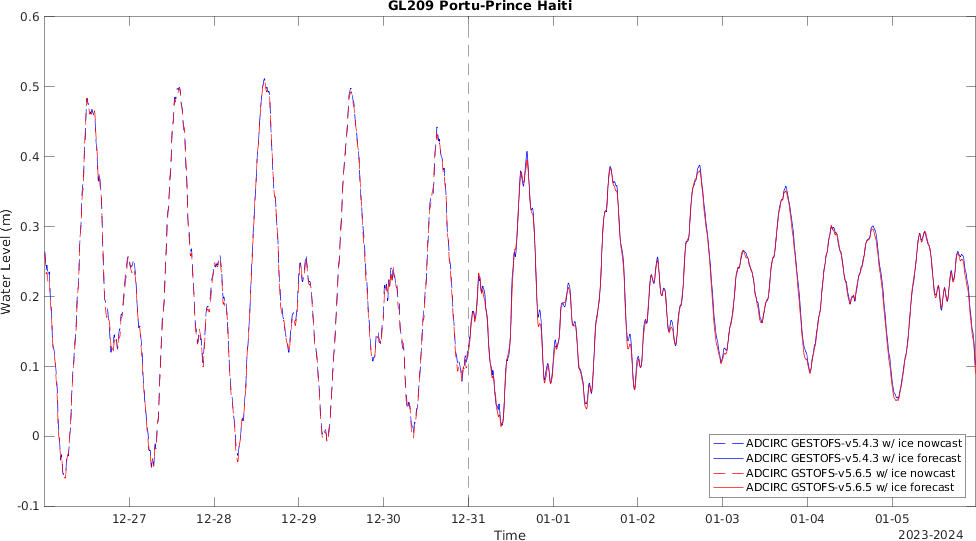 GL209 Portu-Prince Haiti
0.6
0.5
0.4
0.3
0.2
0.1
0
-0.1
Water Level (m)
12-27 12-28 12-29 12-30 12-31 01-01 01-02 01-03 01-04 01-05
Time
2023-2024
ADCIRC GESTOFS-v5.4.3 w/ ice nowcast
ADCIRC GESTOFS-v5.4.3 w/ ice forecast
ADCIRC GSTOFS-v5.6.5 w/ ice nowcast
ADCIRC GSTOFS-v5.6.5 w/ ice forecast